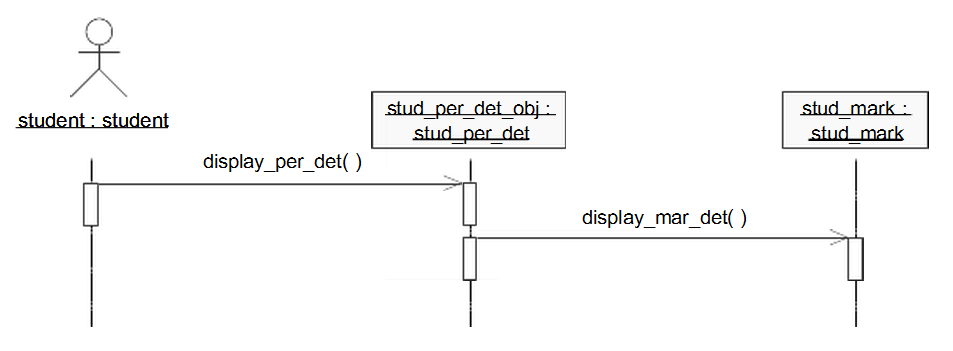 stud_per_det_obj :
stud_per_det
stud_mark :
stud_mark
student : student
display_per_det( )
display_mar_det( )